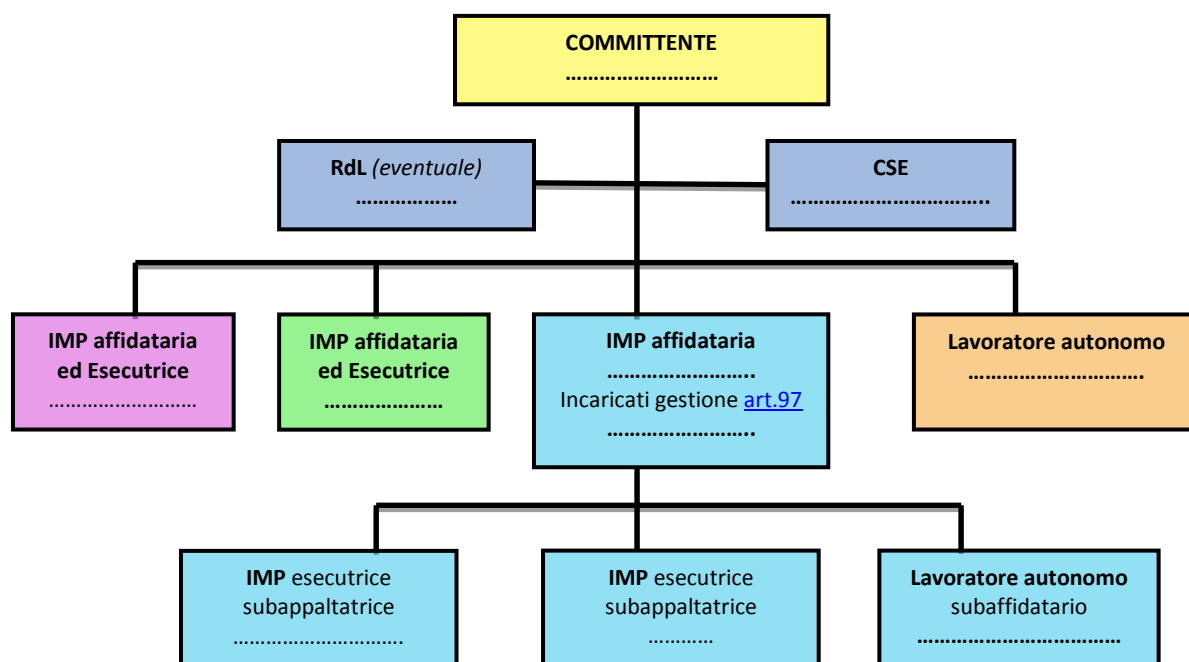 COMMITTENTE
………………………
RdL (eventuale)
………………
CSE
……………………………..
IMP affidataria
ed Esecutrice
………………………
IMP affidataria
ed Esecutrice
…………………
IMP affidataria
……………………..
Incaricati gestione art.97
……………………..
Lavoratore autonomo
………………………….
IMP esecutrice
subappaltatrice
………………………….
IMP esecutrice
subappaltatrice
…………
Lavoratore autonomo
subaffidatario
………………………………